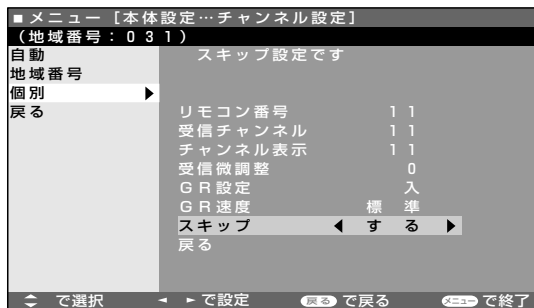 ■メニュー [本体設定…チャンネル設定]
(地域番号：031)
自動
スキップ設定です
地域番号
個別 ▶
戻る
リモコン番号 11
受信チャンネル 11
チャンネル表示 11
受信微調整 0
GR設定 入
GR速度 標準
スキップ ◀ する ▶
戻る
で選択 ◄ ►で設定 戻る で戻る メニュー で終了